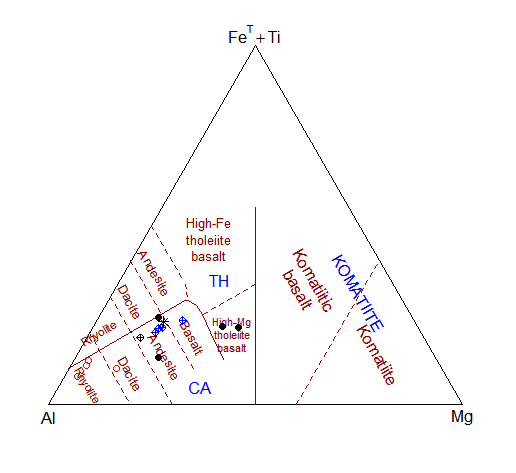 Feᵀ + Ti
High-Fe
tholeiite
basalt
TH
Andesite
Dacite
Rhyolite
Komatiitic
basalt
KOMATIITE
Komatiite
High-Mg
tholeiite
basalt
Basalt
Andesite
Dacite
Rhyolite
CA
Al
Mg